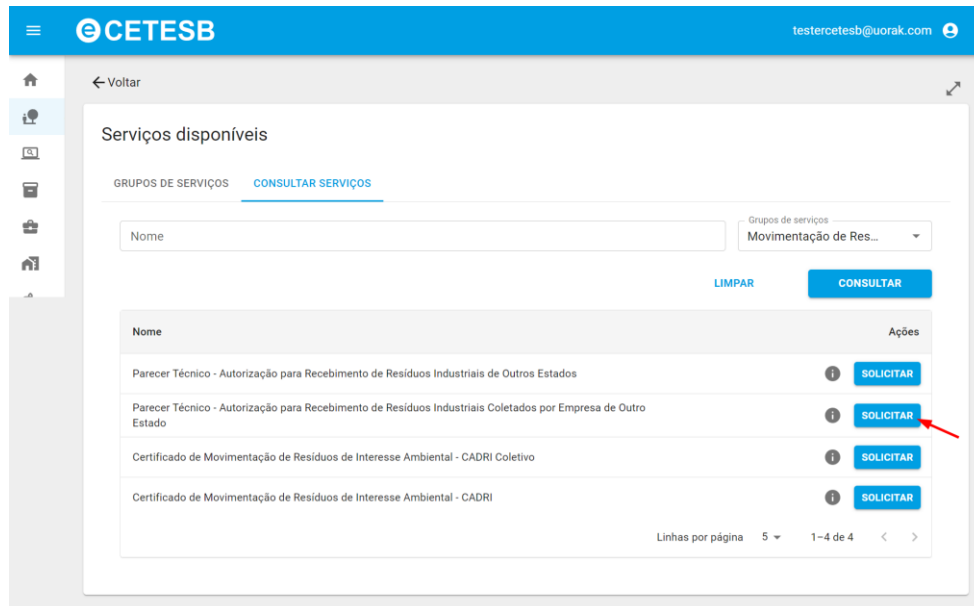 eCETESB
testercetesb@uorak.com
Voltar
Serviços disponíveis
GRUPOS DE SERVIÇOS
CONSULTAR SERVIÇOS
Nome
Grupos de serviços
Movimentação de Res...
LIMPAR
CONSULTAR
Nome
Ações
Parecer Técnico - Autorização para Recebimento de Resíduos Industriais de Outros Estados
SOLICITAR
Parecer Técnico - Autorização para Recebimento de Resíduos Industriais Coletados por Empresa de Outro
Estado
SOLICITAR
Certificado de Movimentação de Resíduos de Interesse Ambiental - CADRI Coletivo
SOLICITAR
Certificado de Movimentação de Resíduos de Interesse Ambiental - CADRI
SOLICITAR
Linhas por página 5 1–4 de 4